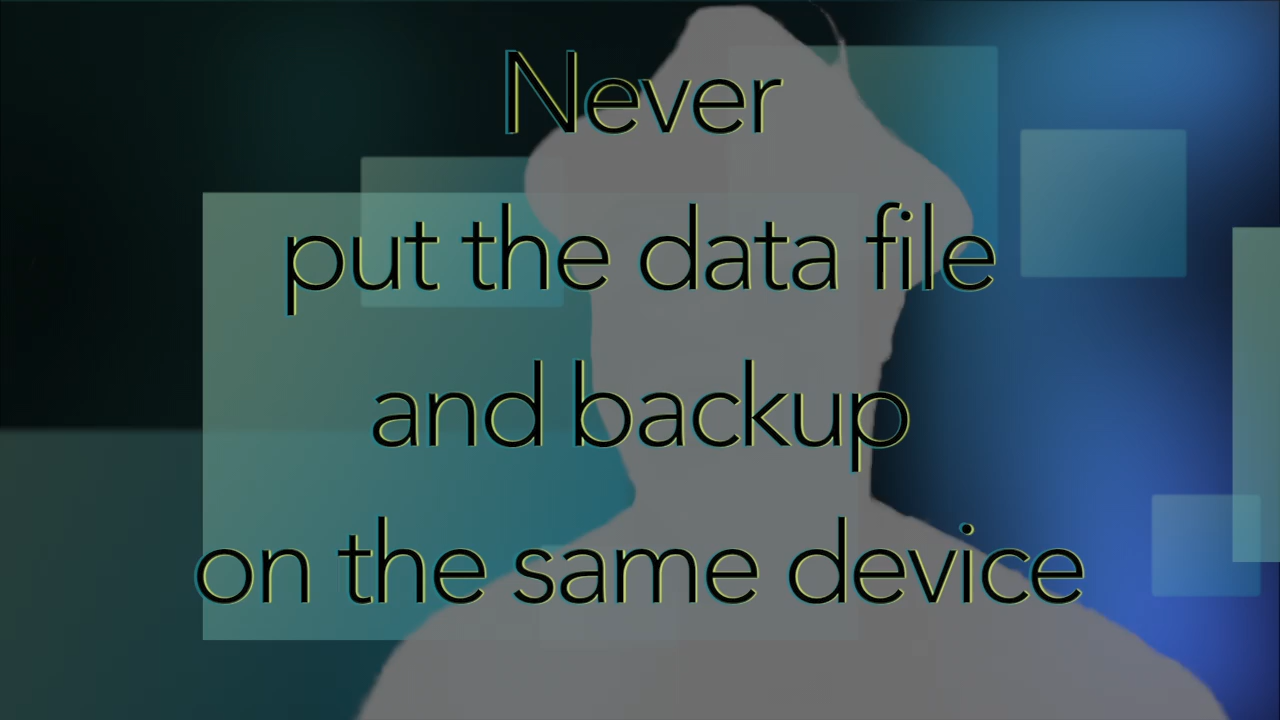 Never
put the data file
and backup
on the same device